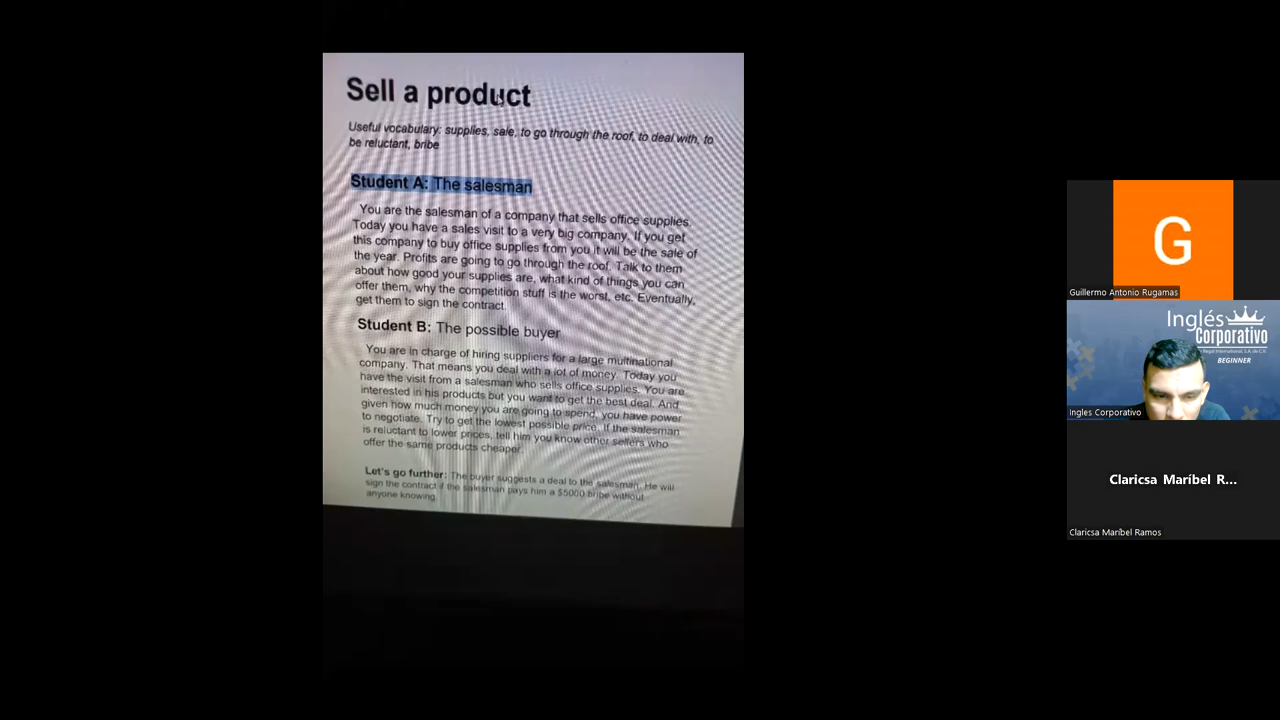 Sell a product
Useful vocabulary: supplies, sale, to go through the roof, to deal with, to
be reluctant, bribe
Student A: The salesman
You are the salesman of a company that sells office supplies.
Today you have a sales visit to a very big company. If you get
this company to buy office supplies from you it will be the sale of
the year. Profits are going to go through the roof. Talk to them
about how good your supplies are, what kind of things you can
offer them, why the competition stuff is the worst, etc. Eventually,
get them to sign the contract.
Student B: The possible buyer
You are in charge of hiring suppliers for a large multinational
company. That means you deal with a lot of money. Today you
have the visit from a salesman who sells office supplies. You are
interested in his products but you want to get the best deal. And
given how much money you are going to spend, you have power
to negotiate. Try to get the lowest possible price. If the salesman
is reluctant to lower prices, tell him you know other sellers who
offer the same products cheaper.
Let's go further: The buyer suggests a deal to the salesman. He will
sign the contract if the salesman pays him a $5000 bribe without
anyone knowing.
G
Guillermo Antonio Rugamas
Inglés
Corporativo
Regal International, S.A. de C.V.
BEGINNER
Ingles Corporativo
Claricsa Maríbel R...
Claricsa Maríbel Ramos